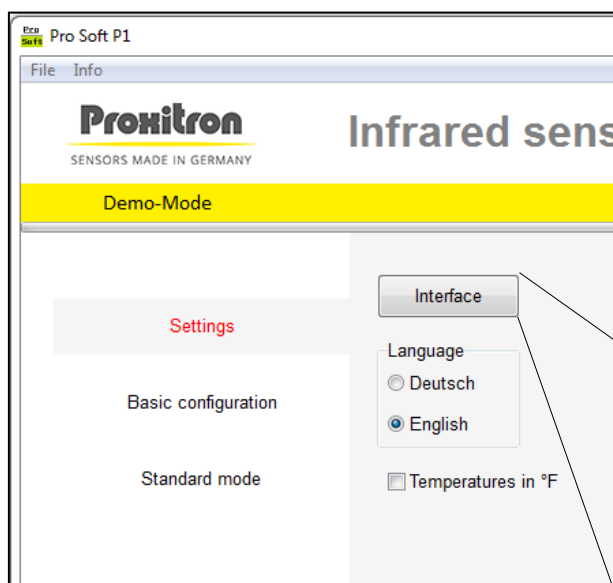 Pro Soft Pro Soft P1
File Info
Proxitron
Infrared sens
SENSORS MADE IN GERMANY
Demo-Mode
Interface
Settings
Language
Deutsch
Basic configuration
English
Standard mode
Temperatures in °F